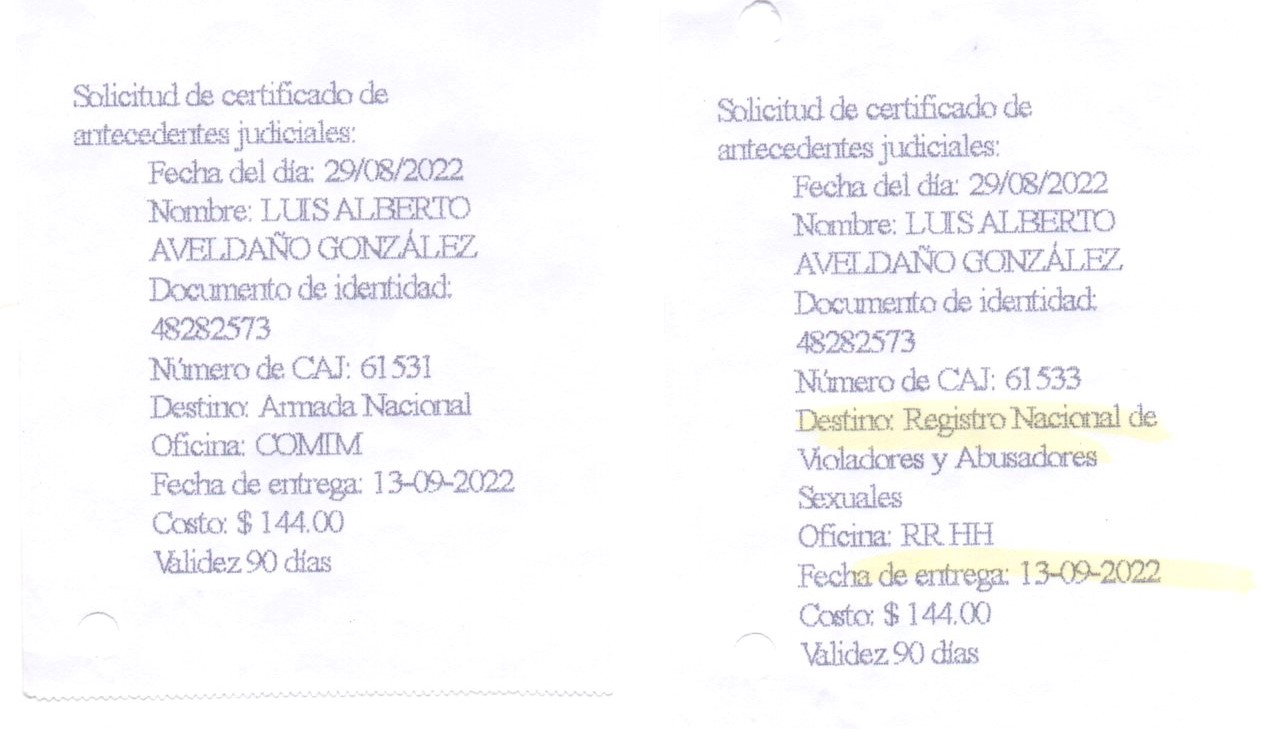 Solicitud de certificado de
antecedentes judiciales:
Fecha del día: 29/08/2022
Nombre: LUIS ALBERTO
AVELDAÑO GONZÁLEZ
Documento de identidad:
48282573
Número de CAJ: 61531
Destino: Armada Nacional
Oficina: COMIM
Fecha de entrega: 13-09-2022
Costo: $ 144.00
Validez 90 días
Solicitud de certificado de
antecedentes judiciales:
Fecha del día: 29/08/2022
Nombre: LUIS ALBERTO
AVELDAÑO GONZÁLEZ
Documento de identidad:
48282573
Número de CAJ: 61533
Destino: Registro Nacional de
Violadores y Abusadores
Sexuales
Oficina: RR HH
Fecha de entrega: 13-09-2022
Costo: $ 144.00
Validez 90 días